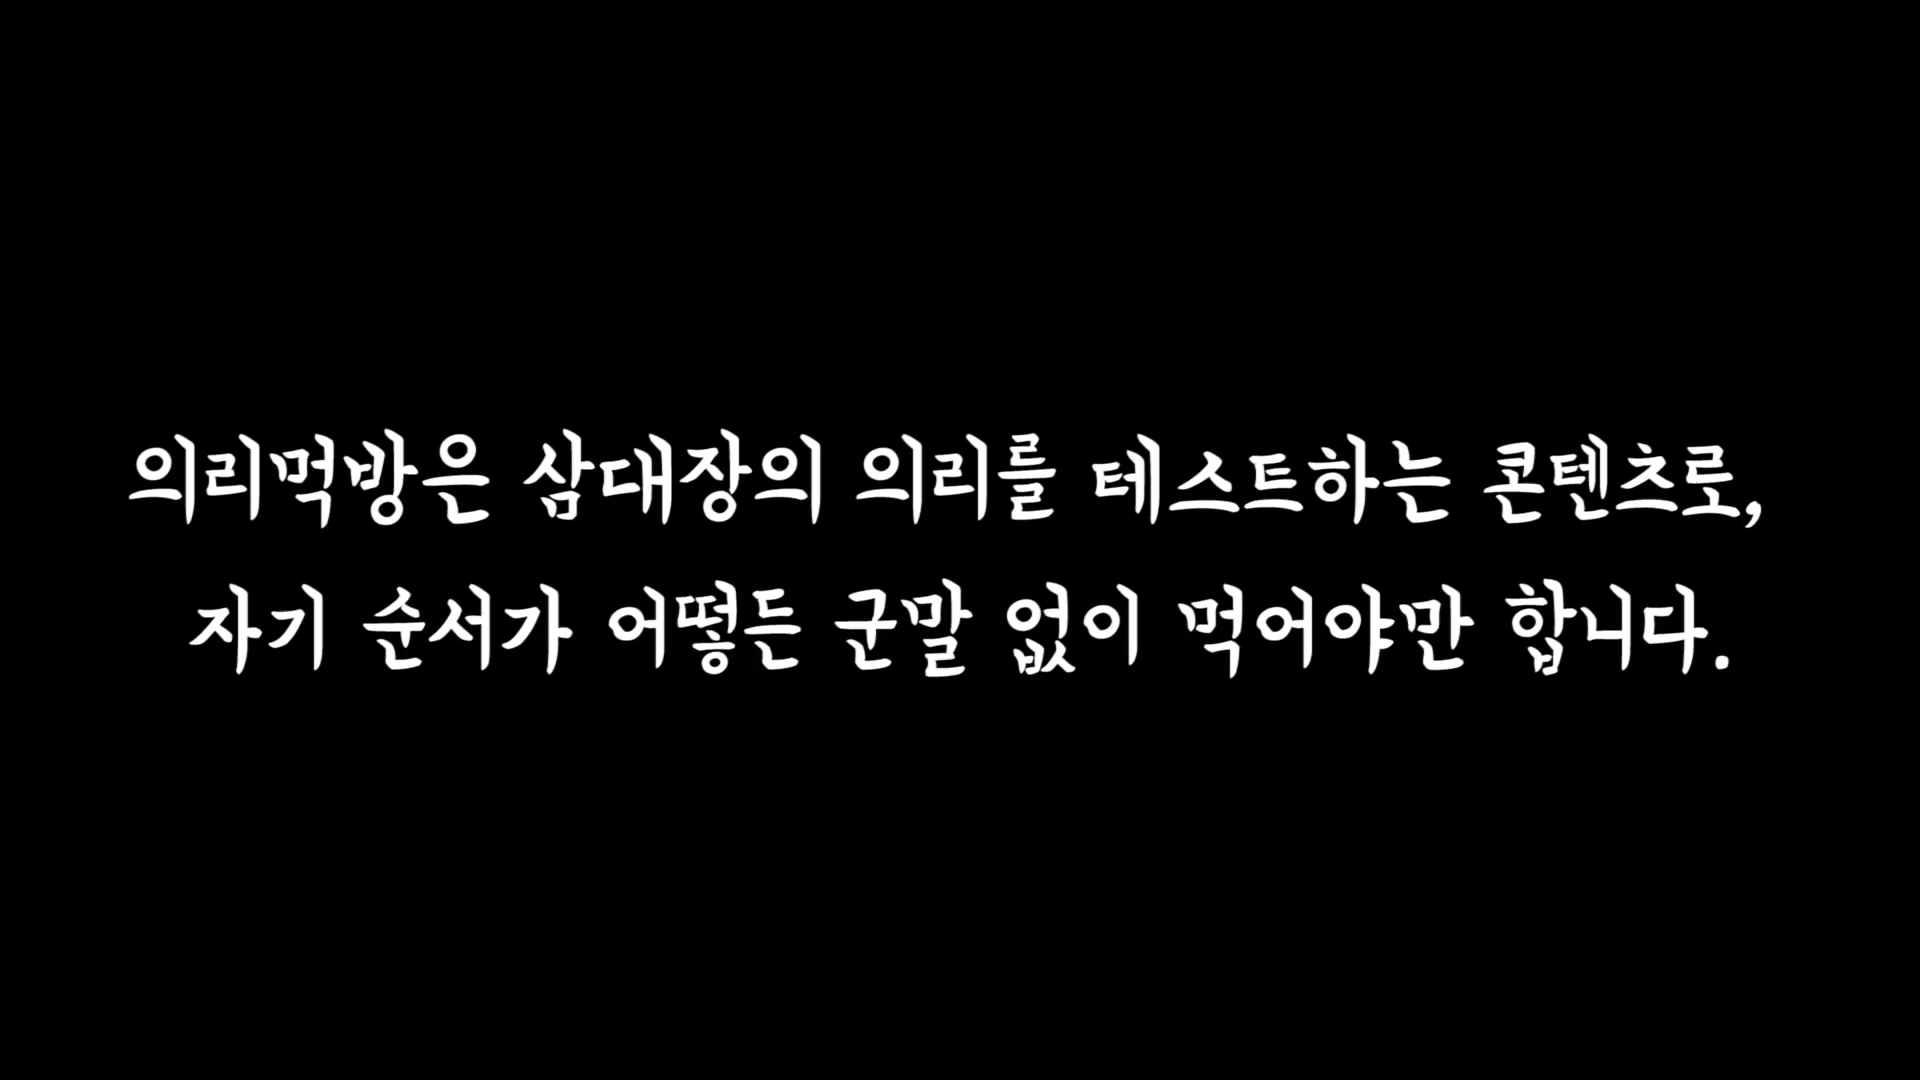 의리먹방은 삼대장의 의리를 테스트하는 콘텐츠로,
자기 순서가 어떻든 군말 없이 먹어야만 합니다.